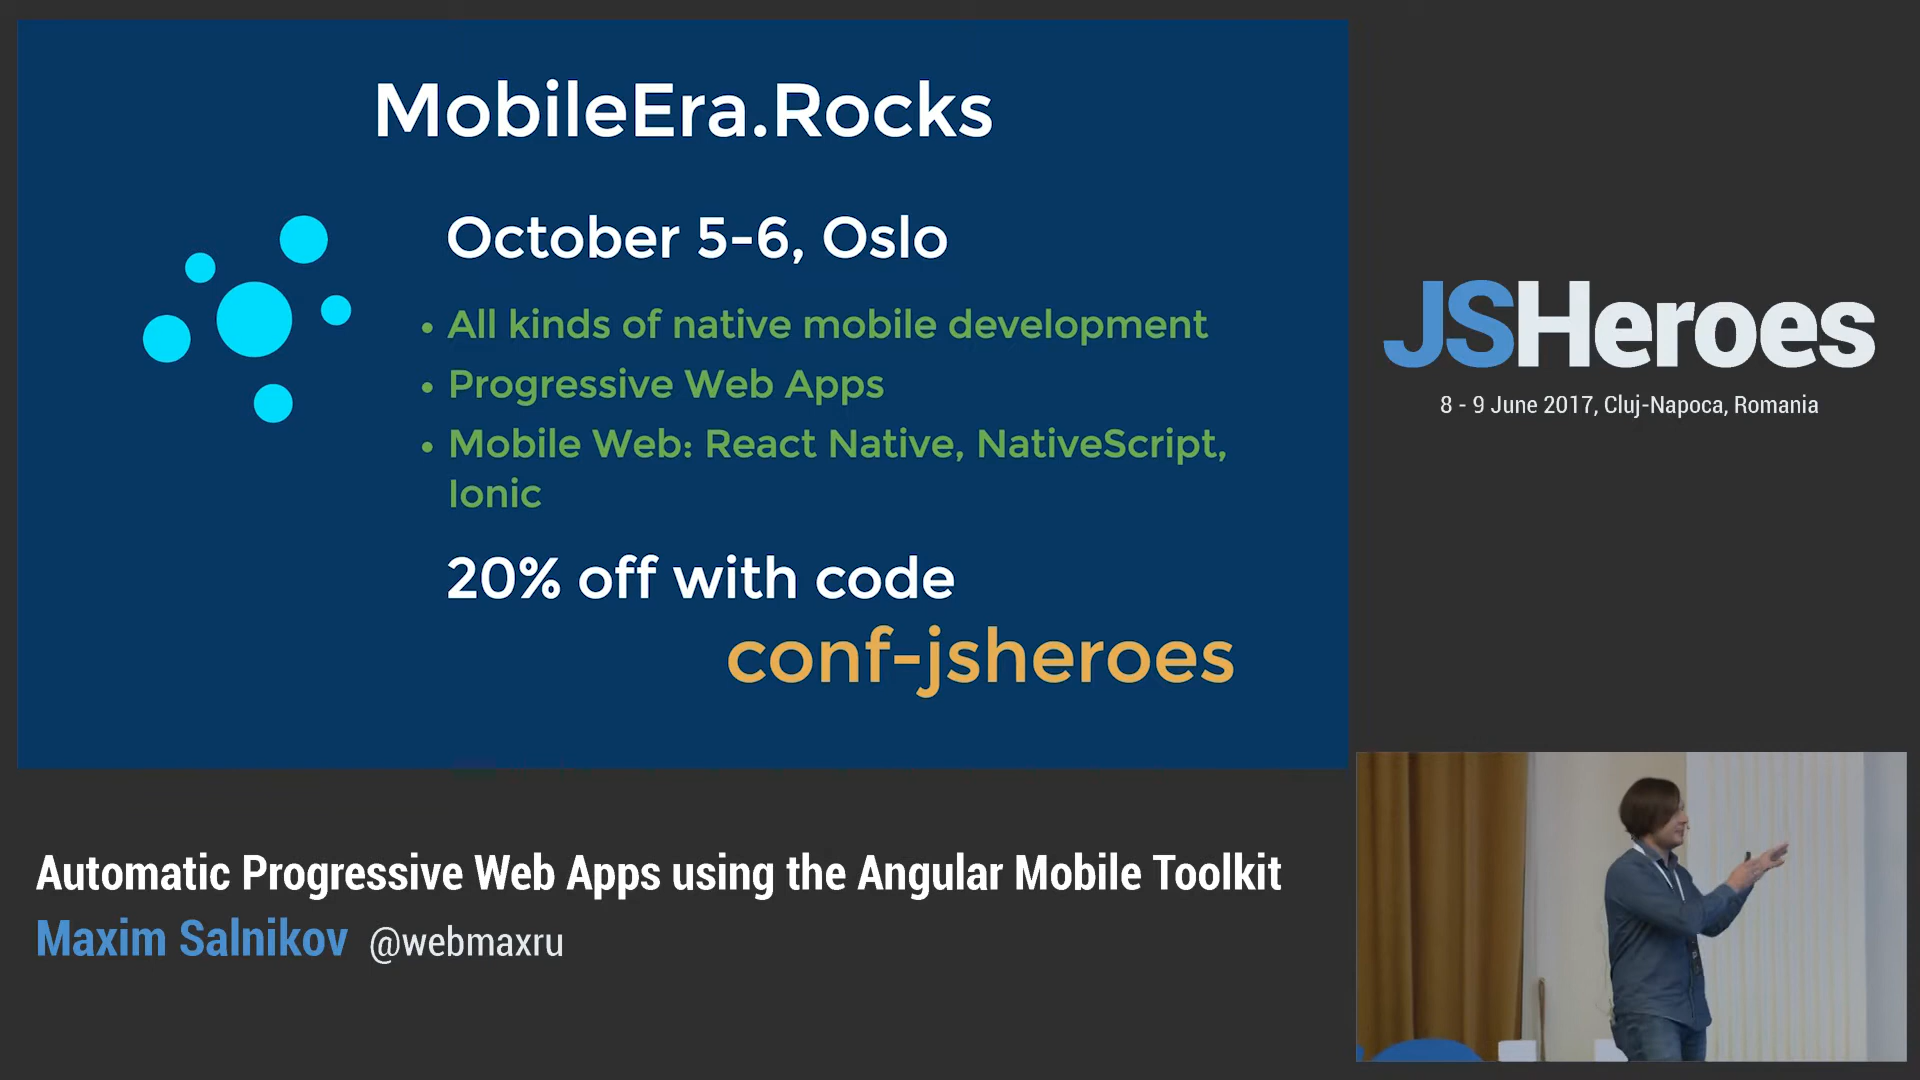 MobileEra.Rocks
October 5-6, Oslo
• All kinds of native mobile development
• Progressive Web Apps
• Mobile Web: React Native, NativeScript,
Ionic
20% off with code
conf-jsheroes
JSHeroes
8 - 9 June 2017, Cluj-Napoca, Romania
Automatic Progressive Web Apps using the Angular Mobile Toolkit
Maxim Salnikov @webmaxru